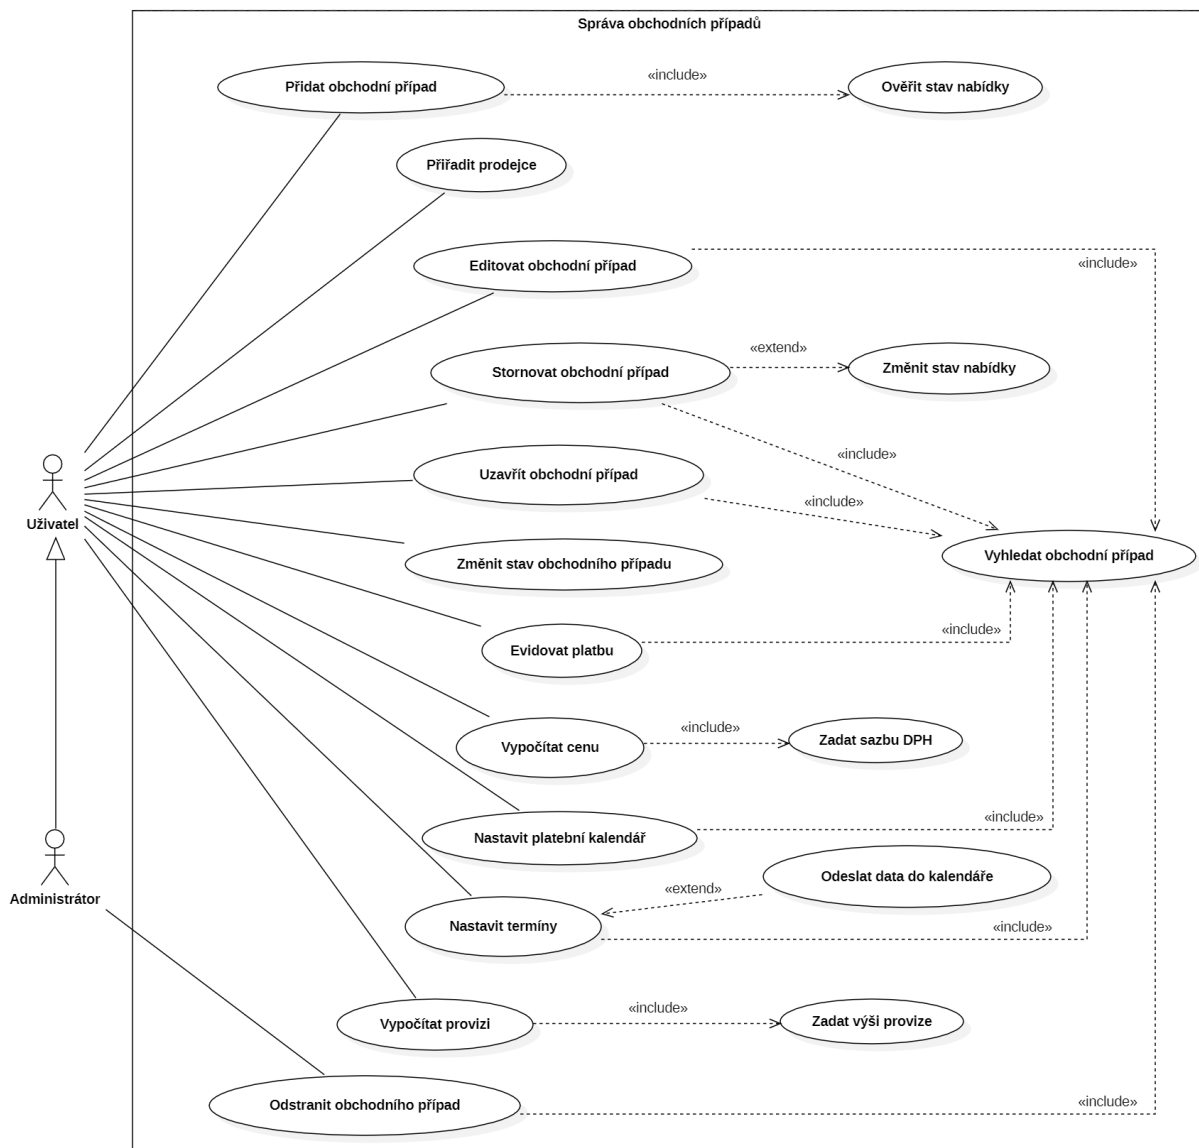 Správa obchodních případů
Přidat obchodní případ
«include»
Ověřit stav nabídky
Přiřadit prodejce
Editovat obchodní případ
«include»
Stornovat obchodní případ
«extend»
Změnit stav nabídky
«include»
Uzavřít obchodní případ
«include»
Uživatel
Vyhledat obchodní případ
Změnit stav obchodního případu
Evidovat platbu
«include»
Vypočítat cenu
«include»
Zadat sazbu DPH
Nastavit platební kalendář
«include»
Odeslat data do kalendáře
«extend»
Administrátor
Nastavit termíny
«include»
Vypočítat provizi
«include»
Zadat výši provize
Odstranit obchodního případ
«include»